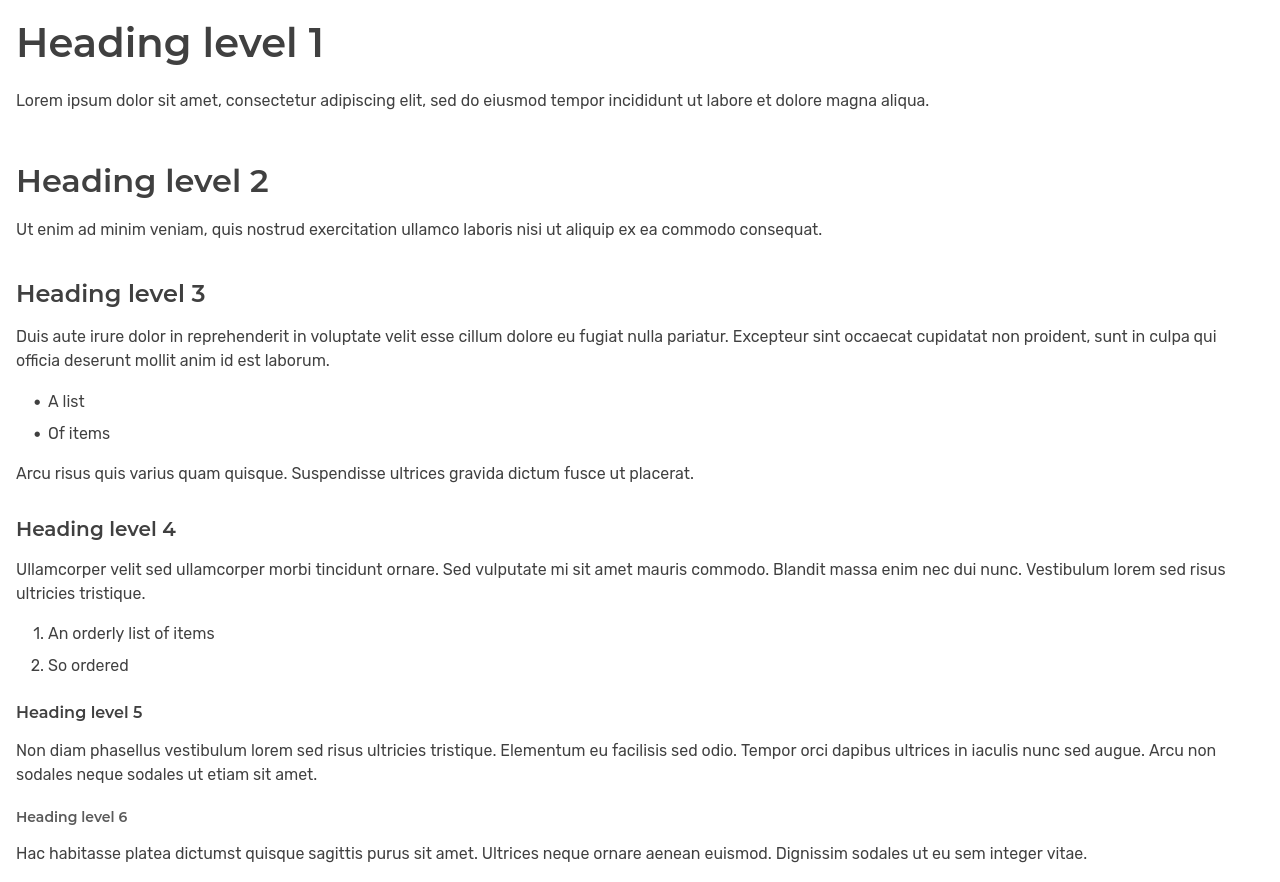 Heading level 1
Lorem ipsum dolor sit amet, consectetur adipiscing elit, sed do eiusmod tempor incididunt ut labore et dolore magna aliqua.
Heading level 2
Ut enim ad minim veniam, quis nostrud exercitation ullamco laboris nisi ut aliquip ex ea commodo consequat.
Heading level 3
Duis aute irure dolor in reprehenderit in voluptate velit esse cillum dolore eu fugiat nulla pariatur. Excepteur sint occaecat cupidatat non proident, sunt in culpa qui
officia deserunt mollit anim id est laborum.
• A list
• Of items
Arcu risus quis varius quam quisque. Suspendisse ultrices gravida dictum fusce ut placerat.
Heading level 4
Ullamcorper velit sed ullamcorper morbi tincidunt ornare. Sed vulputate mi sit amet mauris commodo. Blandit massa enim nec dui nunc. Vestibulum lorem sed risus
ultricies tristique.
1. An orderly list of items
2. So ordered
Heading level 5
Non diam phasellus vestibulum lorem sed risus ultricies tristique. Elementum eu facilisis sed odio. Tempor orci dapibus ultrices in iaculis nunc sed augue. Arcu non
sodales neque sodales ut etiam sit amet.
Heading level 6
Hac habitasse platea dictumst quisque sagittis purus sit amet. Ultrices neque ornare aenean euismod. Dignissim sodales ut eu sem integer vitae.